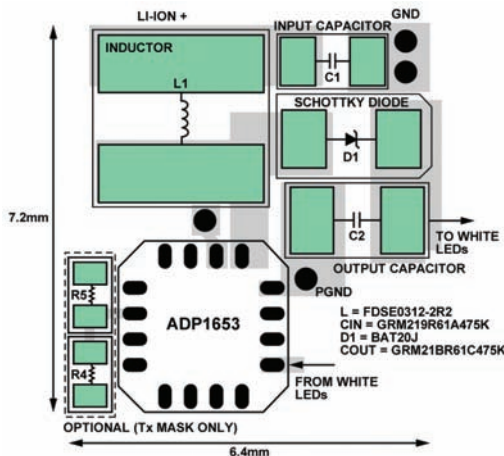 LI-ION +
INPUT CAPACITOR
GND
INDUCTOR
L1
C1
SCHOTTKY DIODE
D1
7.2mm
C2
TO WHITE
LEDs
OUTPUT CAPACITOR
PGND
R5
ADP1653
L = FDSE0312-2R2
CIN = GRM219R61A475K
D1 = BAT20J
COUT = GRM21BR61C475K
R4
FROM WHITE
LEDs
OPTIONAL (Tx MASK ONLY)
6.4mm